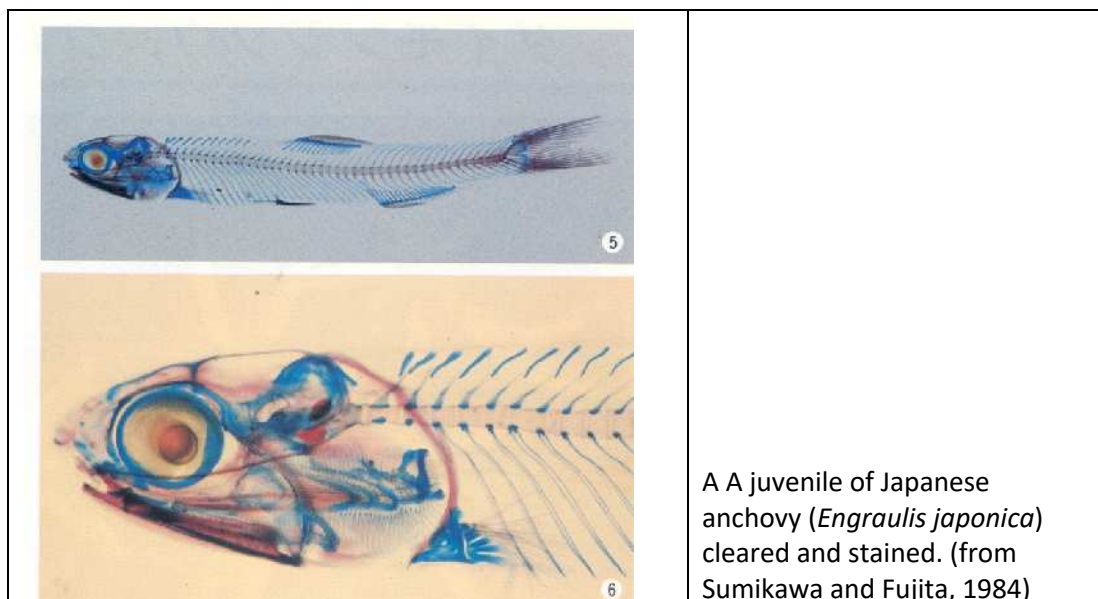 5
A A juvenile of Japanese
anchovy (Engraulis japonica)
cleared and stained. (from
Sumikawa and Fujita, 1984)
6